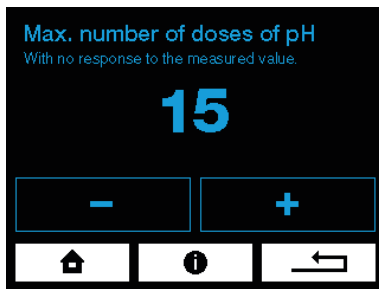 Max. number of doses of pH
With no response to the measured value.
15
- +